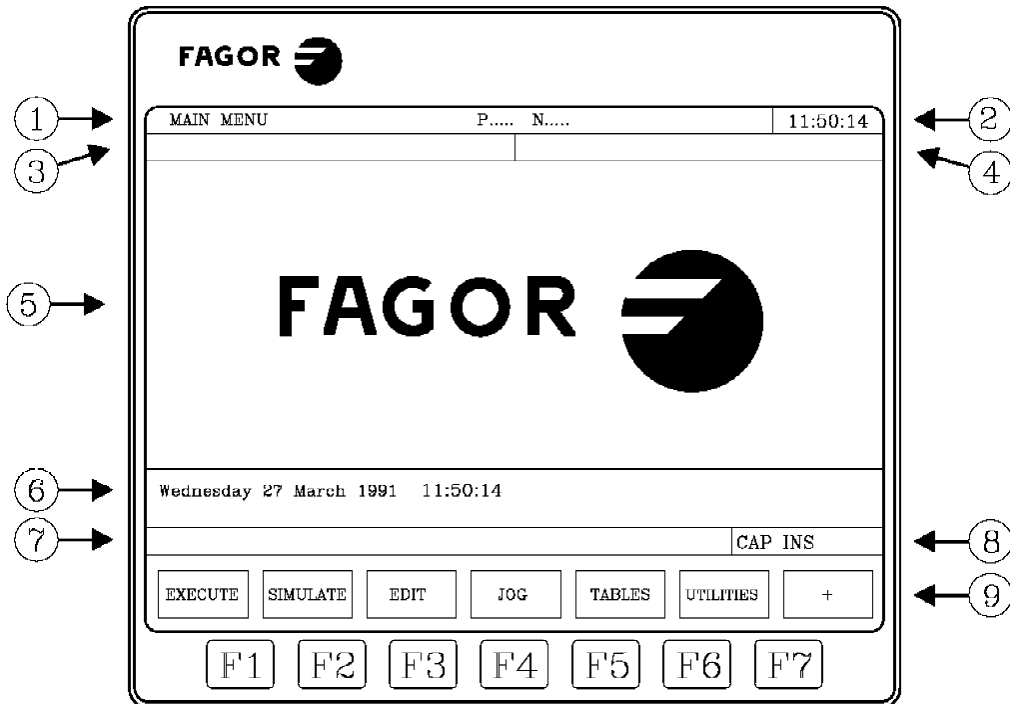 FAGOR
1 MAIN MENU P..... N..... 11:50:14 2
3 4
5 FAGOR
6 Wednesday 27 March 1991 11:50:14
7 CAP INS 8
EXECUTE SIMULATE EDIT JOG TABLES UTILITIES + 9
F1 F2 F3 F4 F5 F6 F7